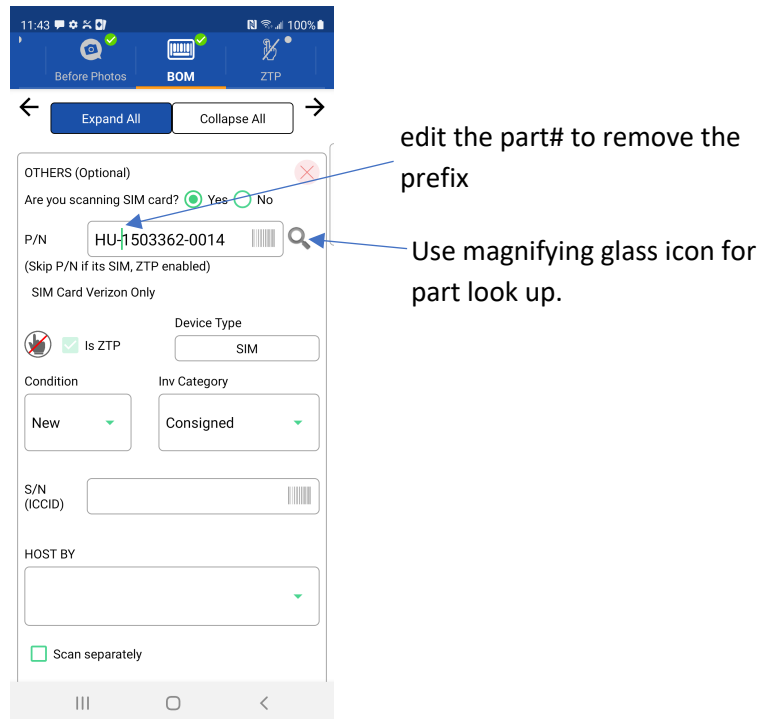 11:43 100%
Before Photos BOM ZTP
Expand All Collapse All
OTHERS (Optional)
Are you scanning SIM card? Yes No
P/N HU-1503362-0014
(Skip P/N if its SIM, ZTP enabled)
SIM Card Verizon Only
Device Type
Is ZTP SIM
Condition Inv Category
New Consigned
S/N
(ICCID)
HOST BY
Scan separately
edit the part# to remove the
prefix
Use magnifying glass icon for
part look up.